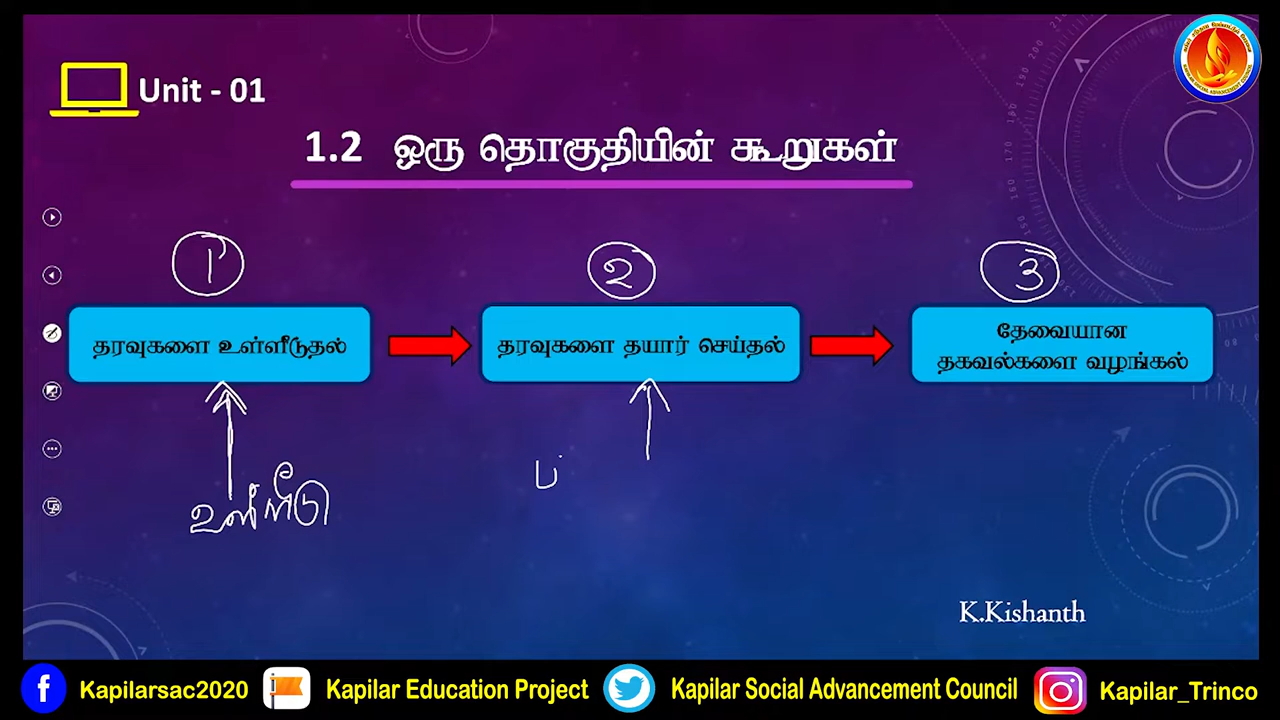 Unit - 01
1.2 ஒரு தொகுதியின் கூறுகள்
1 2 3
தரவுகளை உள்ளீடுதல்
தரவுகளை தயார் செய்தல்
தேவையான
தகவல்களை வழங்கல்
உள்ளீடு
ப
K.Kishanth
Kapilarsac2020 Kapilar Education Project Kapilar Social Advancement Council Kapilar_Trinco